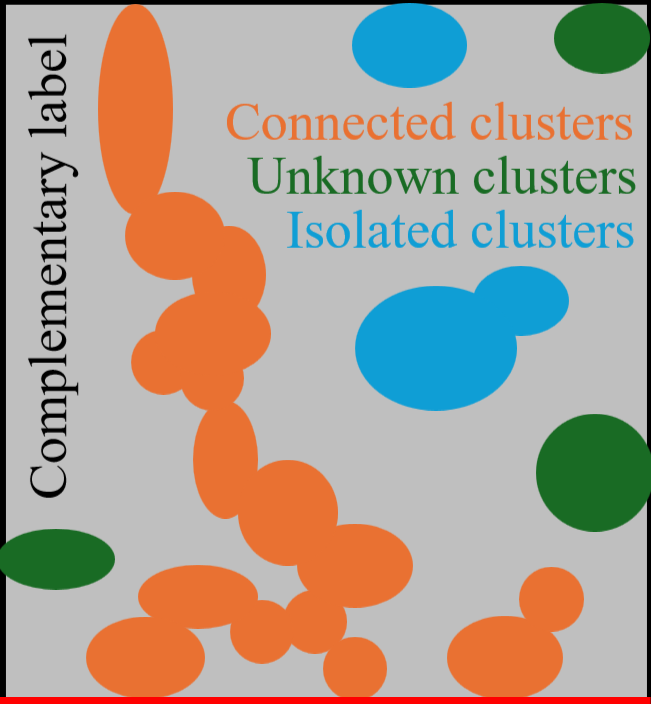 Complementary label
Connected clusters
Unknown clusters
Isolated clusters